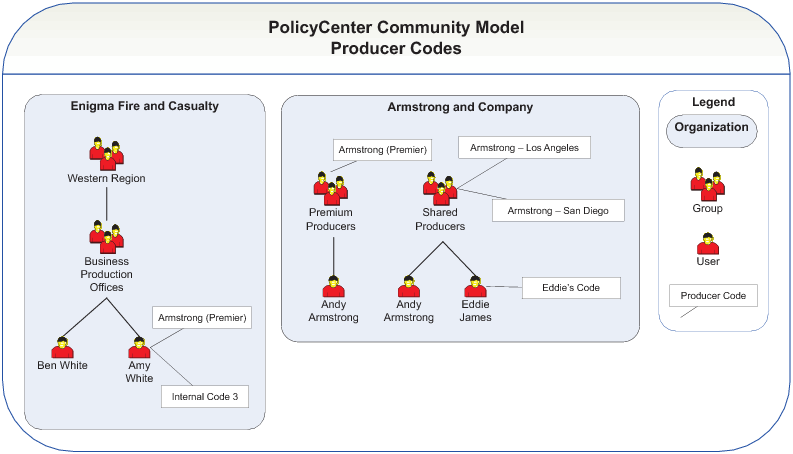 PolicyCenter Community Model
Producer Codes
Enigma Fire and Casualty
Western Region
Business
Production
Offices
Armstrong (Premier)
Ben White
Amy
White
Internal Code 3
Armstrong and Company
Armstrong (Premier)
Armstrong – Los Angeles
Premium
Producers
Shared
Producers
Armstrong – San Diego
Andy
Armstrong
Andy
Armstrong
Eddie
James
Eddie's Code
Legend
Organization
Group
User
Producer Code